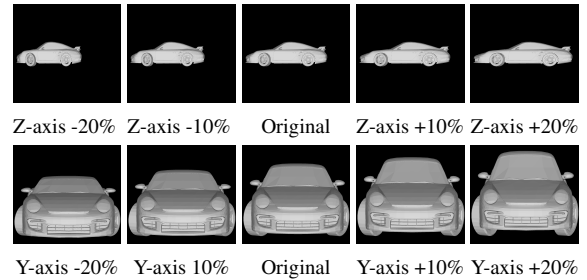 Z-axis -20% Z-axis -10% Original Z-axis +10% Z-axis +20%
Y-axis -20% Y-axis 10% Original Y-axis +10% Y-axis +20%